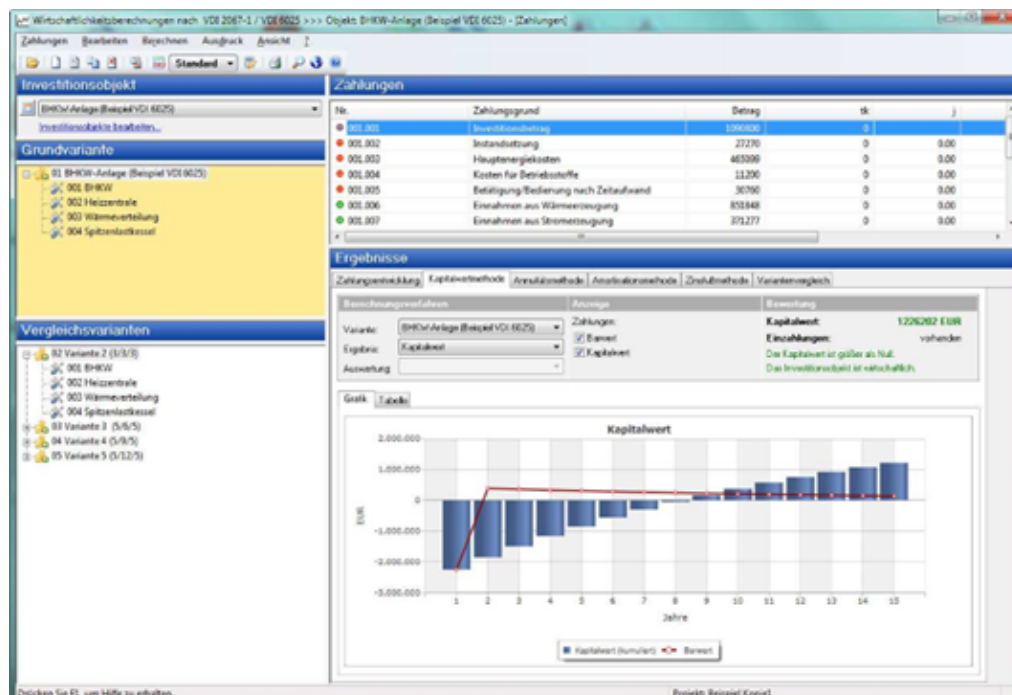 Wirtschaftlichkeitsberechnungen nach VDI 2067-1 / VDI 6025 >>> Objekt: BHKW-Anlage (Beispiel VDI 6025) - [Zahlungen]
Zahlungen Bearbeiten Berechnen Ausdruck Ansicht ?
Standard
Investitionsobjekt
BHKW-Anlage (Beispiel VDI 6025)
Investitionsobjekte bearbeiten...
Grundvariante
01 BHKW-Anlage (Beispiel VDI 6025)
001 BHKW
002 Heizzentrale
003 Wärmeverteilung
004 Spitzenlastkessel
Vergleichsvarianten
02 Variante 2 (3/3/3)
001 BHKW
002 Heizzentrale
003 Wärmeverteilung
004 Spitzenlastkessel
03 Variante 3 (5/6/5)
04 Variante 4 (5/9/5)
05 Variante 5 (5/12/5)
Zahlungen
Nr. Zahlungsgrund Betrag tk j
001.001 Investitionsbetrag 1090800 0
001.002 Instandsetzung 27270 0 0.00
001.003 Hauptenergiekosten 0 0.00
001.004 Kosten für Betriebsstoffe 11200 0 0.00
001.005 Betätigung/Bedienung nach Zeitaufwand 30760 0 0.00
001.006 Einnahmen aus Wärmeerzeugung 851848 0 0.00
001.007 Einnahmen aus Stromerzeugung 371277 0 0.00
Ergebnisse
Zahlungsentwicklung Kapitalwertmethode Annuitätsmethode Amortisationsmethode Zinsfußmethode Variantenvergleich
Berechnungsverfahren Anzeige Bewertung
Variante: BHKW-Anlage (Beispiel VDI 6025) Zahlungen: Kapitalwert: 1226202 EUR
Ergebnis: Kapitalwert Barwert Einzahlungen: vorhanden
Auswertung Kapitalwert Der Kapitalwert ist größer als Null.
Das Investitionsobjekt ist wirtschaftlich.
Grafik Tabelle
Kapitalwert
2.000.000
1.000.000
0
-1.000.000
-2.000.000
-3.000.000
EUR
1 2 3 4 5 6 7 8 9 10 11 12 13 14 15
Jahre
Kapitalwert (kumuliert) Barwert
Drücken Sie F1, um Hilfe zu erhalten. Projekt: Beispiel Kopie1